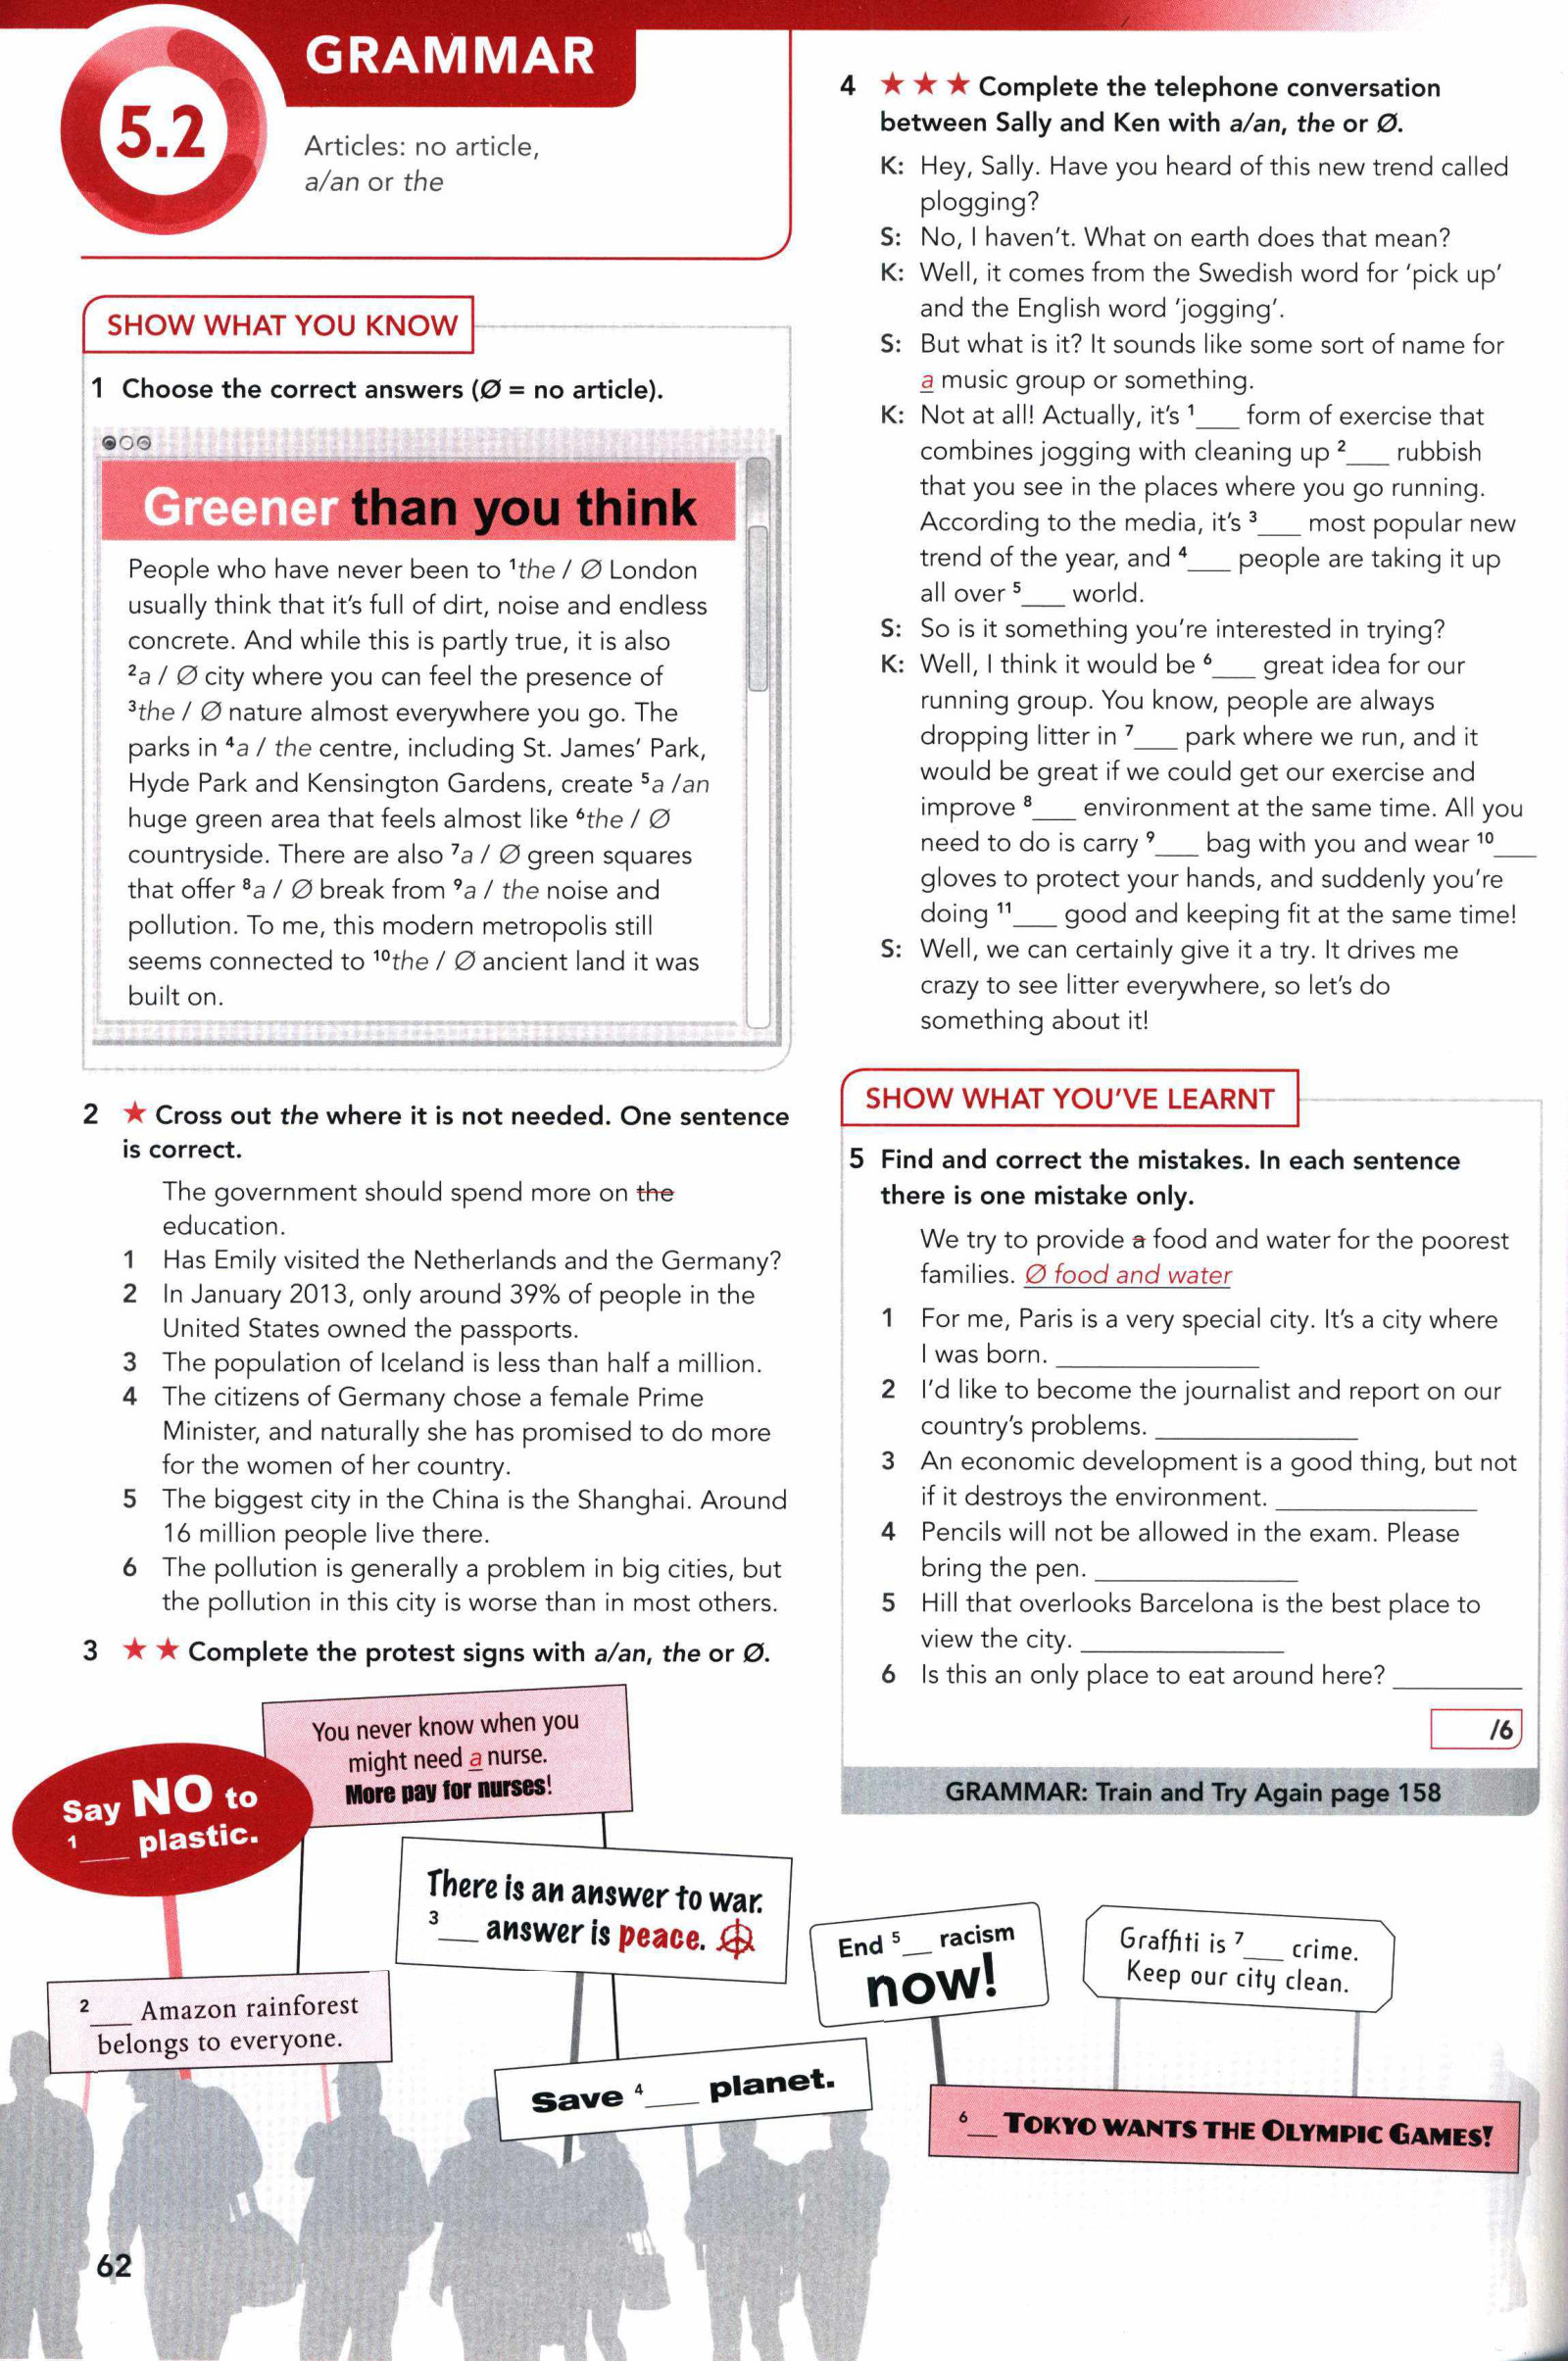 GRAMMAR
5.2
Articles: no article,
a/an or the
SHOW WHAT YOU KNOW
1 Choose the correct answers (Ø = no article).
Greener than you think
People who have never been to ¹the / Ø London
usually think that it's full of dirt, noise and endless
concrete. And while this is partly true, it is also
²a / Ø city where you can feel the presence of
³the / Ø nature almost everywhere you go. The
parks in ⁴a / the centre, including St. James' Park,
Hyde Park and Kensington Gardens, create ⁵a /an
huge green area that feels almost like ⁶the / Ø
countryside. There are also ⁷a / Ø green squares
that offer ⁸a / Ø break from ⁹a / the noise and
pollution. To me, this modern metropolis still
seems connected to ¹⁰the / Ø ancient land it was
built on.
2 ★ Cross out the where it is not needed. One sentence
is correct.
The government should spend more on the
education.
1 Has Emily visited the Netherlands and the Germany?
2 In January 2013, only around 39% of people in the
United States owned the passports.
3 The population of Iceland is less than half a million.
4 The citizens of Germany chose a female Prime
Minister, and naturally she has promised to do more
for the women of her country.
5 The biggest city in the China is the Shanghai. Around
16 million people live there.
6 The pollution is generally a problem in big cities, but
the pollution in this city is worse than in most others.
3 ★ ★ Complete the protest signs with a/an, the or Ø.
You never know when you
might need a nurse.
More pay for nurses!
Say NO to
¹___ plastic.
There is an answer to war.
³___ answer is peace.
²___ Amazon rainforest
belongs to everyone.
Save ⁴___ planet.
End ⁵__ racism
now!
Graffiti is ⁷___ crime.
Keep our city clean.
⁶__ TOKYO WANTS THE OLYMPIC GAMES!
62
4 ★ ★ ★ Complete the telephone conversation
between Sally and Ken with a/an, the or Ø.
K: Hey, Sally. Have you heard of this new trend called
plogging?
S: No, I haven't. What on earth does that mean?
K: Well, it comes from the Swedish word for 'pick up'
and the English word 'jogging'.
S: But what is it? It sounds like some sort of name for
a music group or something.
K: Not at all! Actually, it's ¹___ form of exercise that
combines jogging with cleaning up ²___ rubbish
that you see in the places where you go running.
According to the media, it's ³___ most popular new
trend of the year, and ⁴___ people are taking it up
all over ⁵___ world.
S: So is it something you're interested in trying?
K: Well, I think it would be ⁶___ great idea for our
running group. You know, people are always
dropping litter in ⁷___ park where we run, and it
would be great if we could get our exercise and
improve ⁸___ environment at the same time. All you
need to do is carry ⁹___ bag with you and wear ¹⁰___
gloves to protect your hands, and suddenly you're
doing ¹¹___ good and keeping fit at the same time!
S: Well, we can certainly give it a try. It drives me
crazy to see litter everywhere, so let's do
something about it!
SHOW WHAT YOU'VE LEARNT
5 Find and correct the mistakes. In each sentence
there is one mistake only.
We try to provide a food and water for the poorest
families. Ø food and water
1 For me, Paris is a very special city. It's a city where
I was born. ______________
2 I'd like to become the journalist and report on our
country's problems. ______________
3 An economic development is a good thing, but not
if it destroys the environment. ______________
4 Pencils will not be allowed in the exam. Please
bring the pen. ______________
5 Hill that overlooks Barcelona is the best place to
view the city. ______________
6 Is this an only place to eat around here? _________
/6
GRAMMAR: Train and Try Again page 158